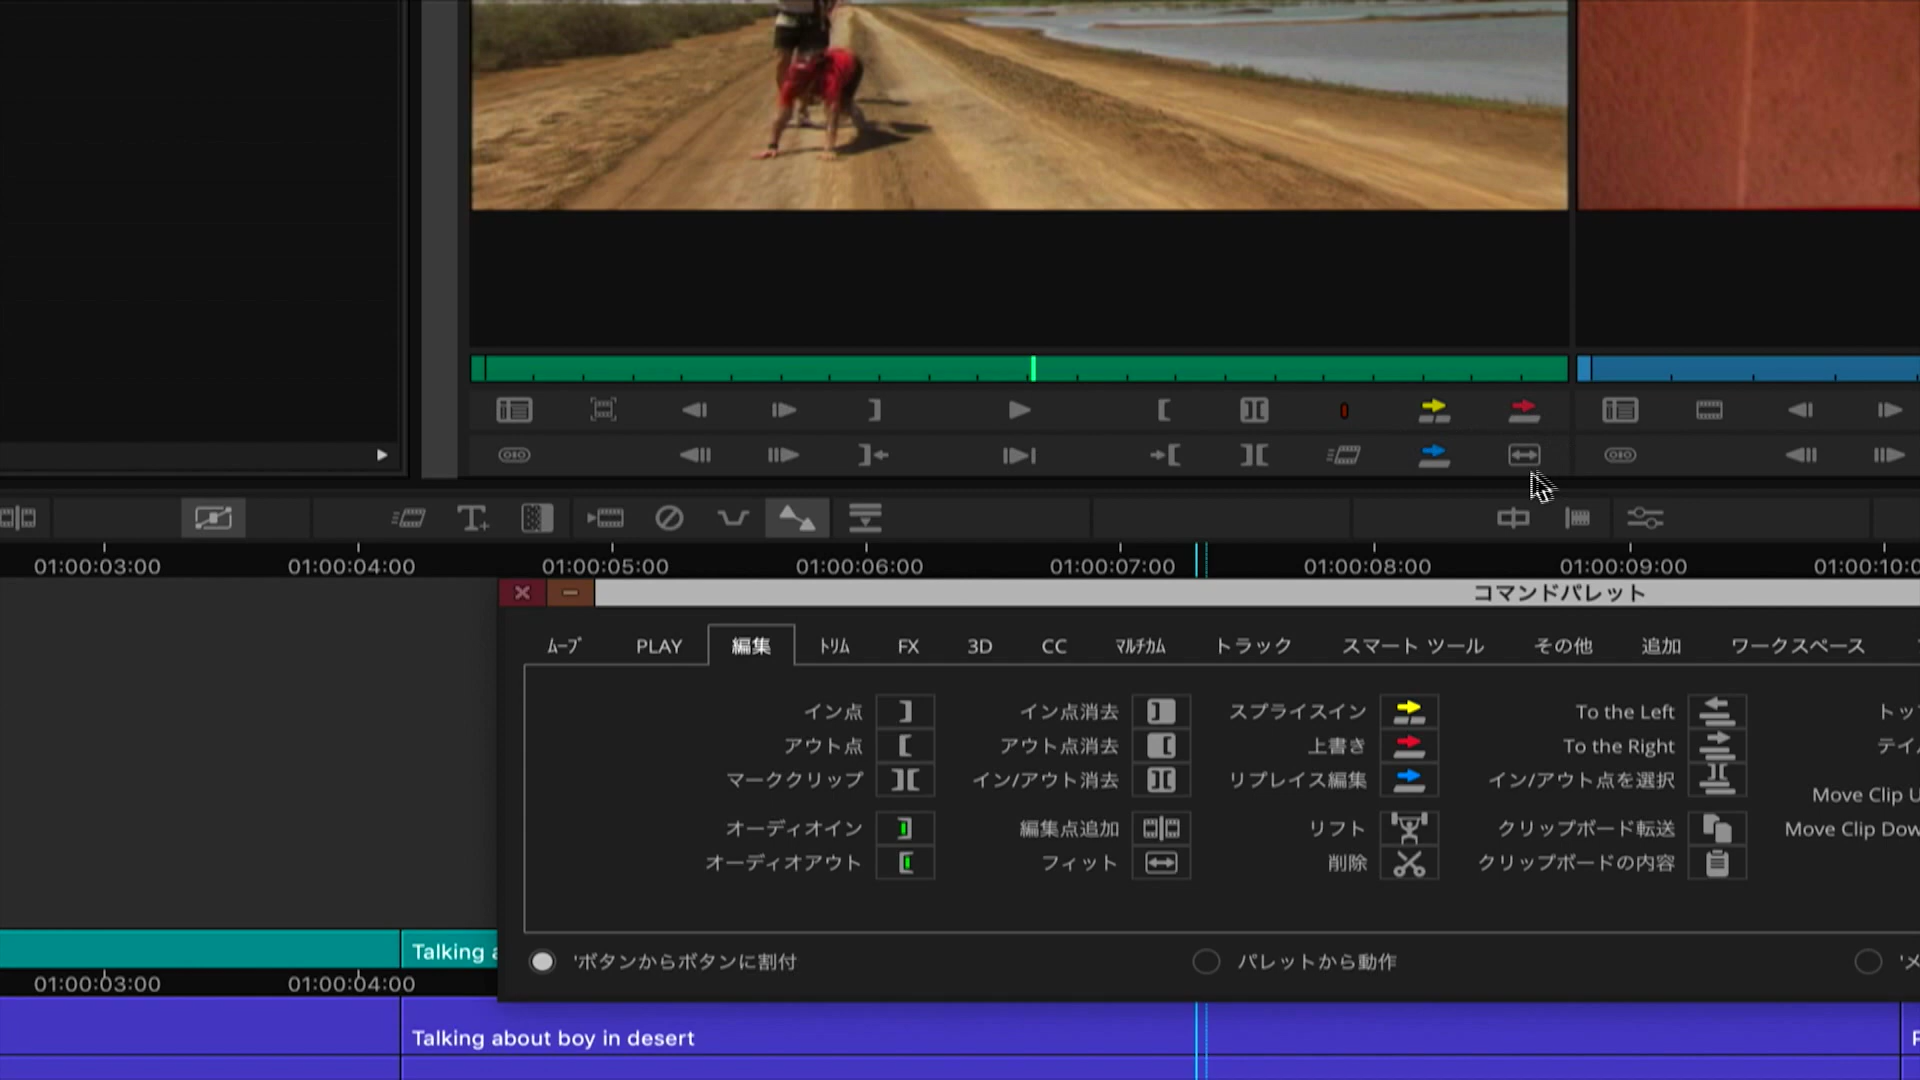 01:00:03:00 01:00:04:00 01:00:05:00 01:00:06:00 01:00:07:00 01:00:08:00 01:00:09:00 01:00:10:0
コマンドパレット
ﾑｰﾌﾞ PLAY 編集 ﾄﾘﾑ FX 3D CC ﾏﾙﾁｶﾑ トラック スマート ツール その他 追加 ワークスペース
イン点 イン点消去 スプライスイン To the Left トッ
アウト点 アウト点消去 上書き To the Right テイ
マーククリップ イン/アウト消去 リプレイス編集 イン/アウト点を選択
Move Clip U
オーディオイン 編集点追加 リフト クリップボード転送 Move Clip Dow
オーディオアウト フィット 削除 クリップボードの内容
Talking a
'ボタンからボタンに割付 パレットから動作 'メ
01:00:03:00 01:00:04:00
Talking about boy in desert